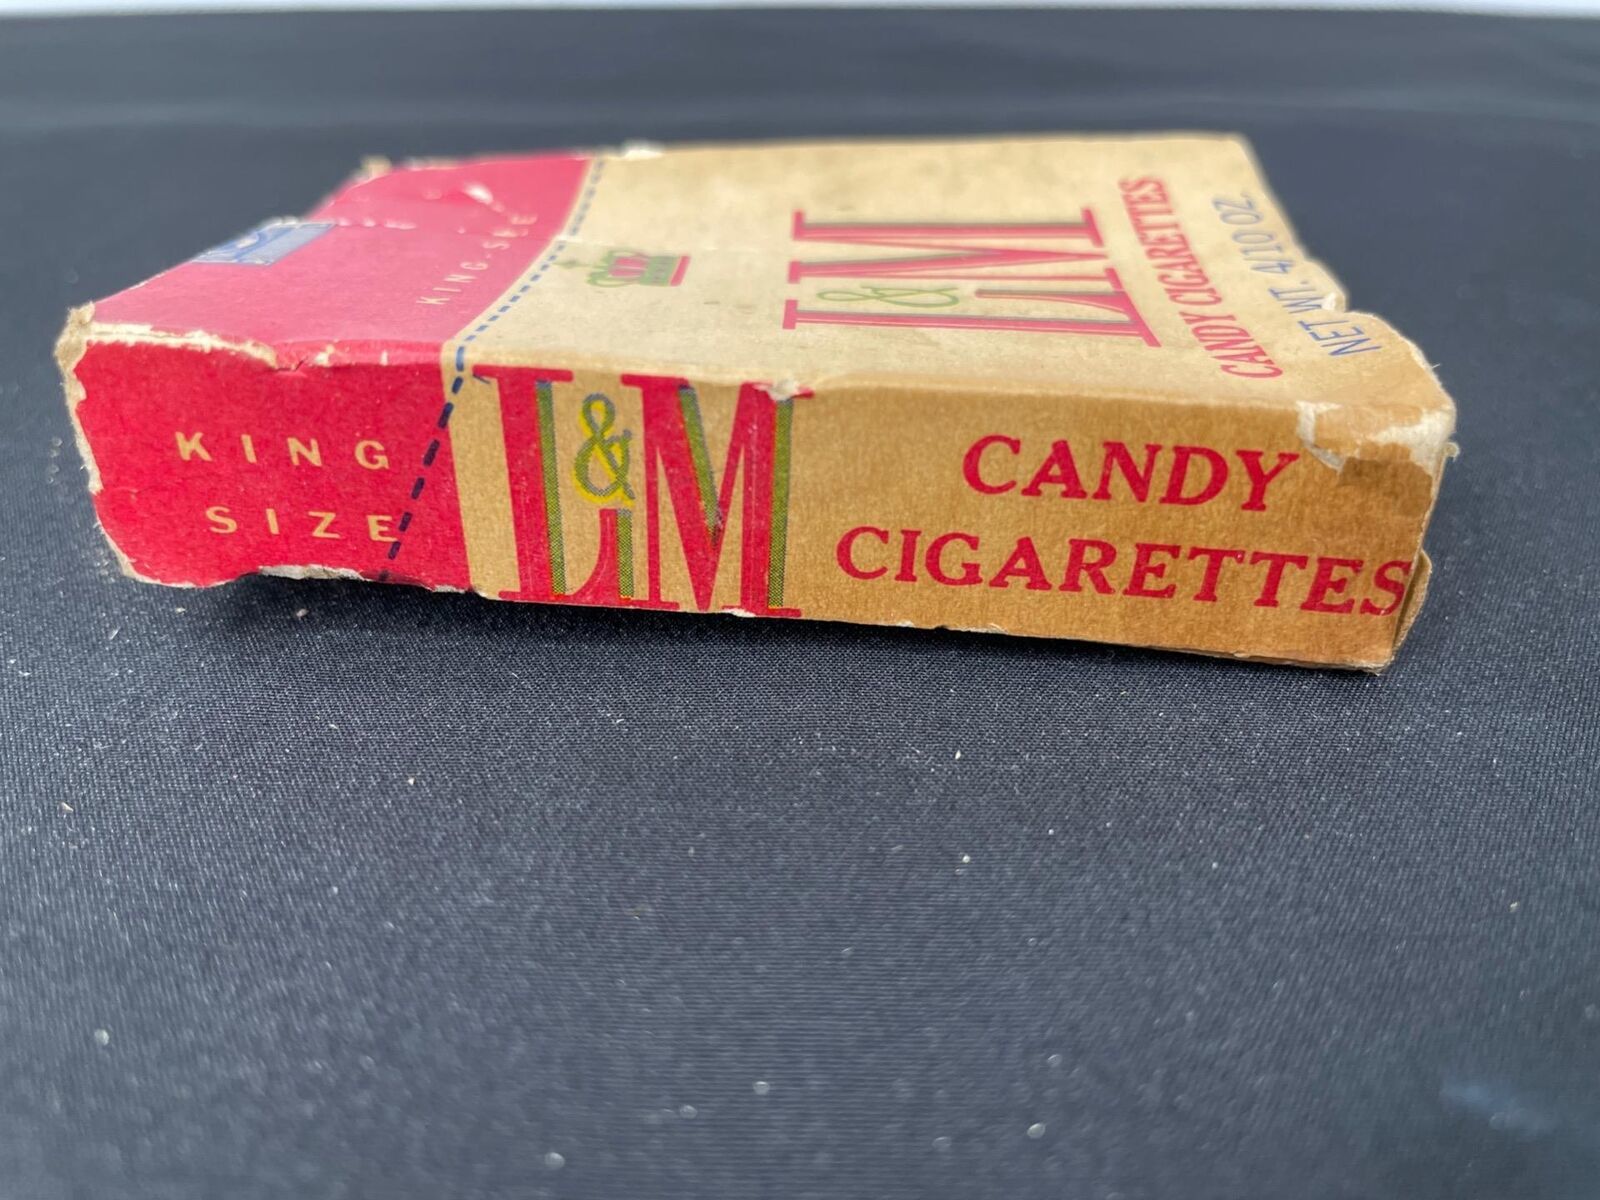 KING-SIZE
L&M
CANDY CIGARETTES
NET WT. 4/10 OZ.
KING
SIZE
L&M
CANDY
CIGARETTES